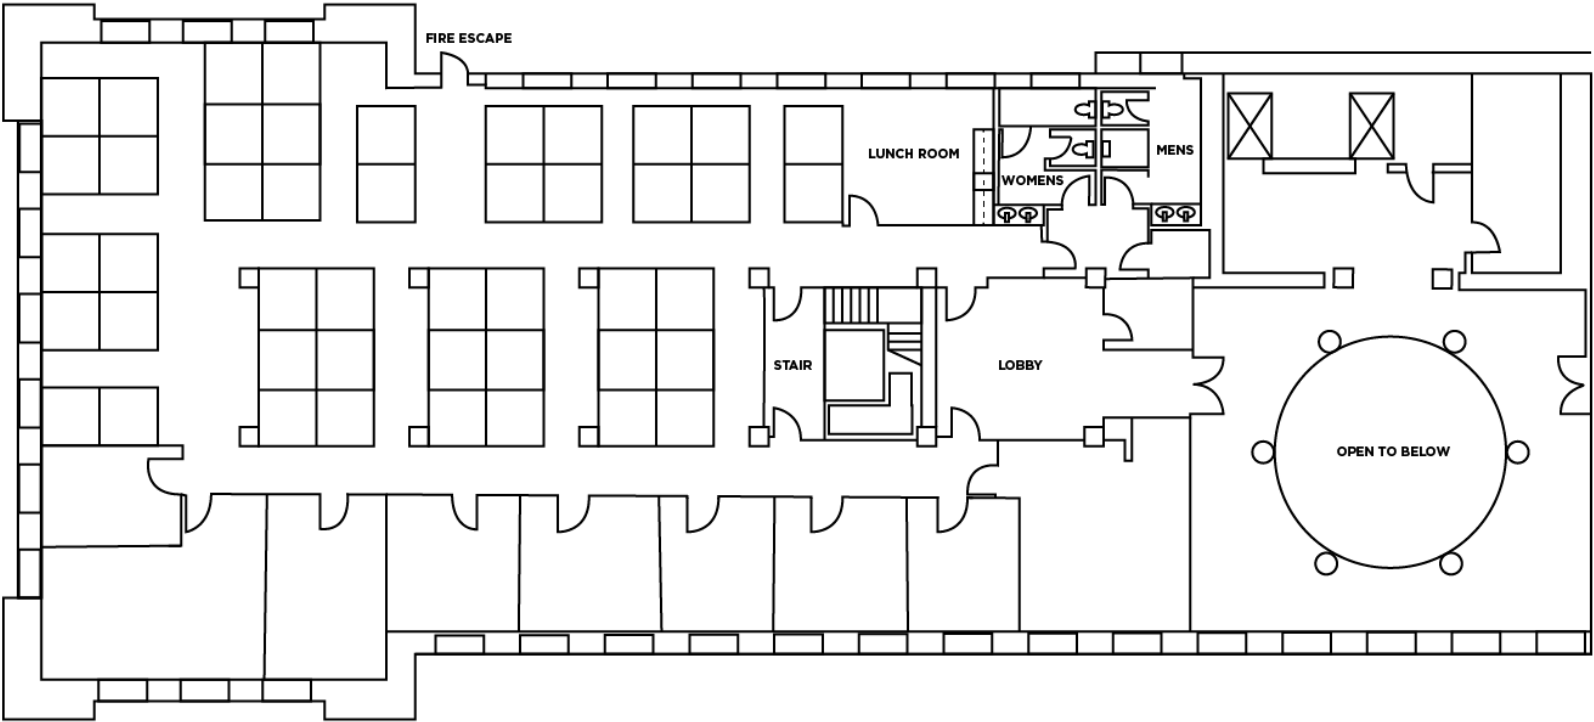 FIRE ESCAPE
LUNCH ROOM
MENS
WOMENS
STAIR
LOBBY
OPEN TO BELOW